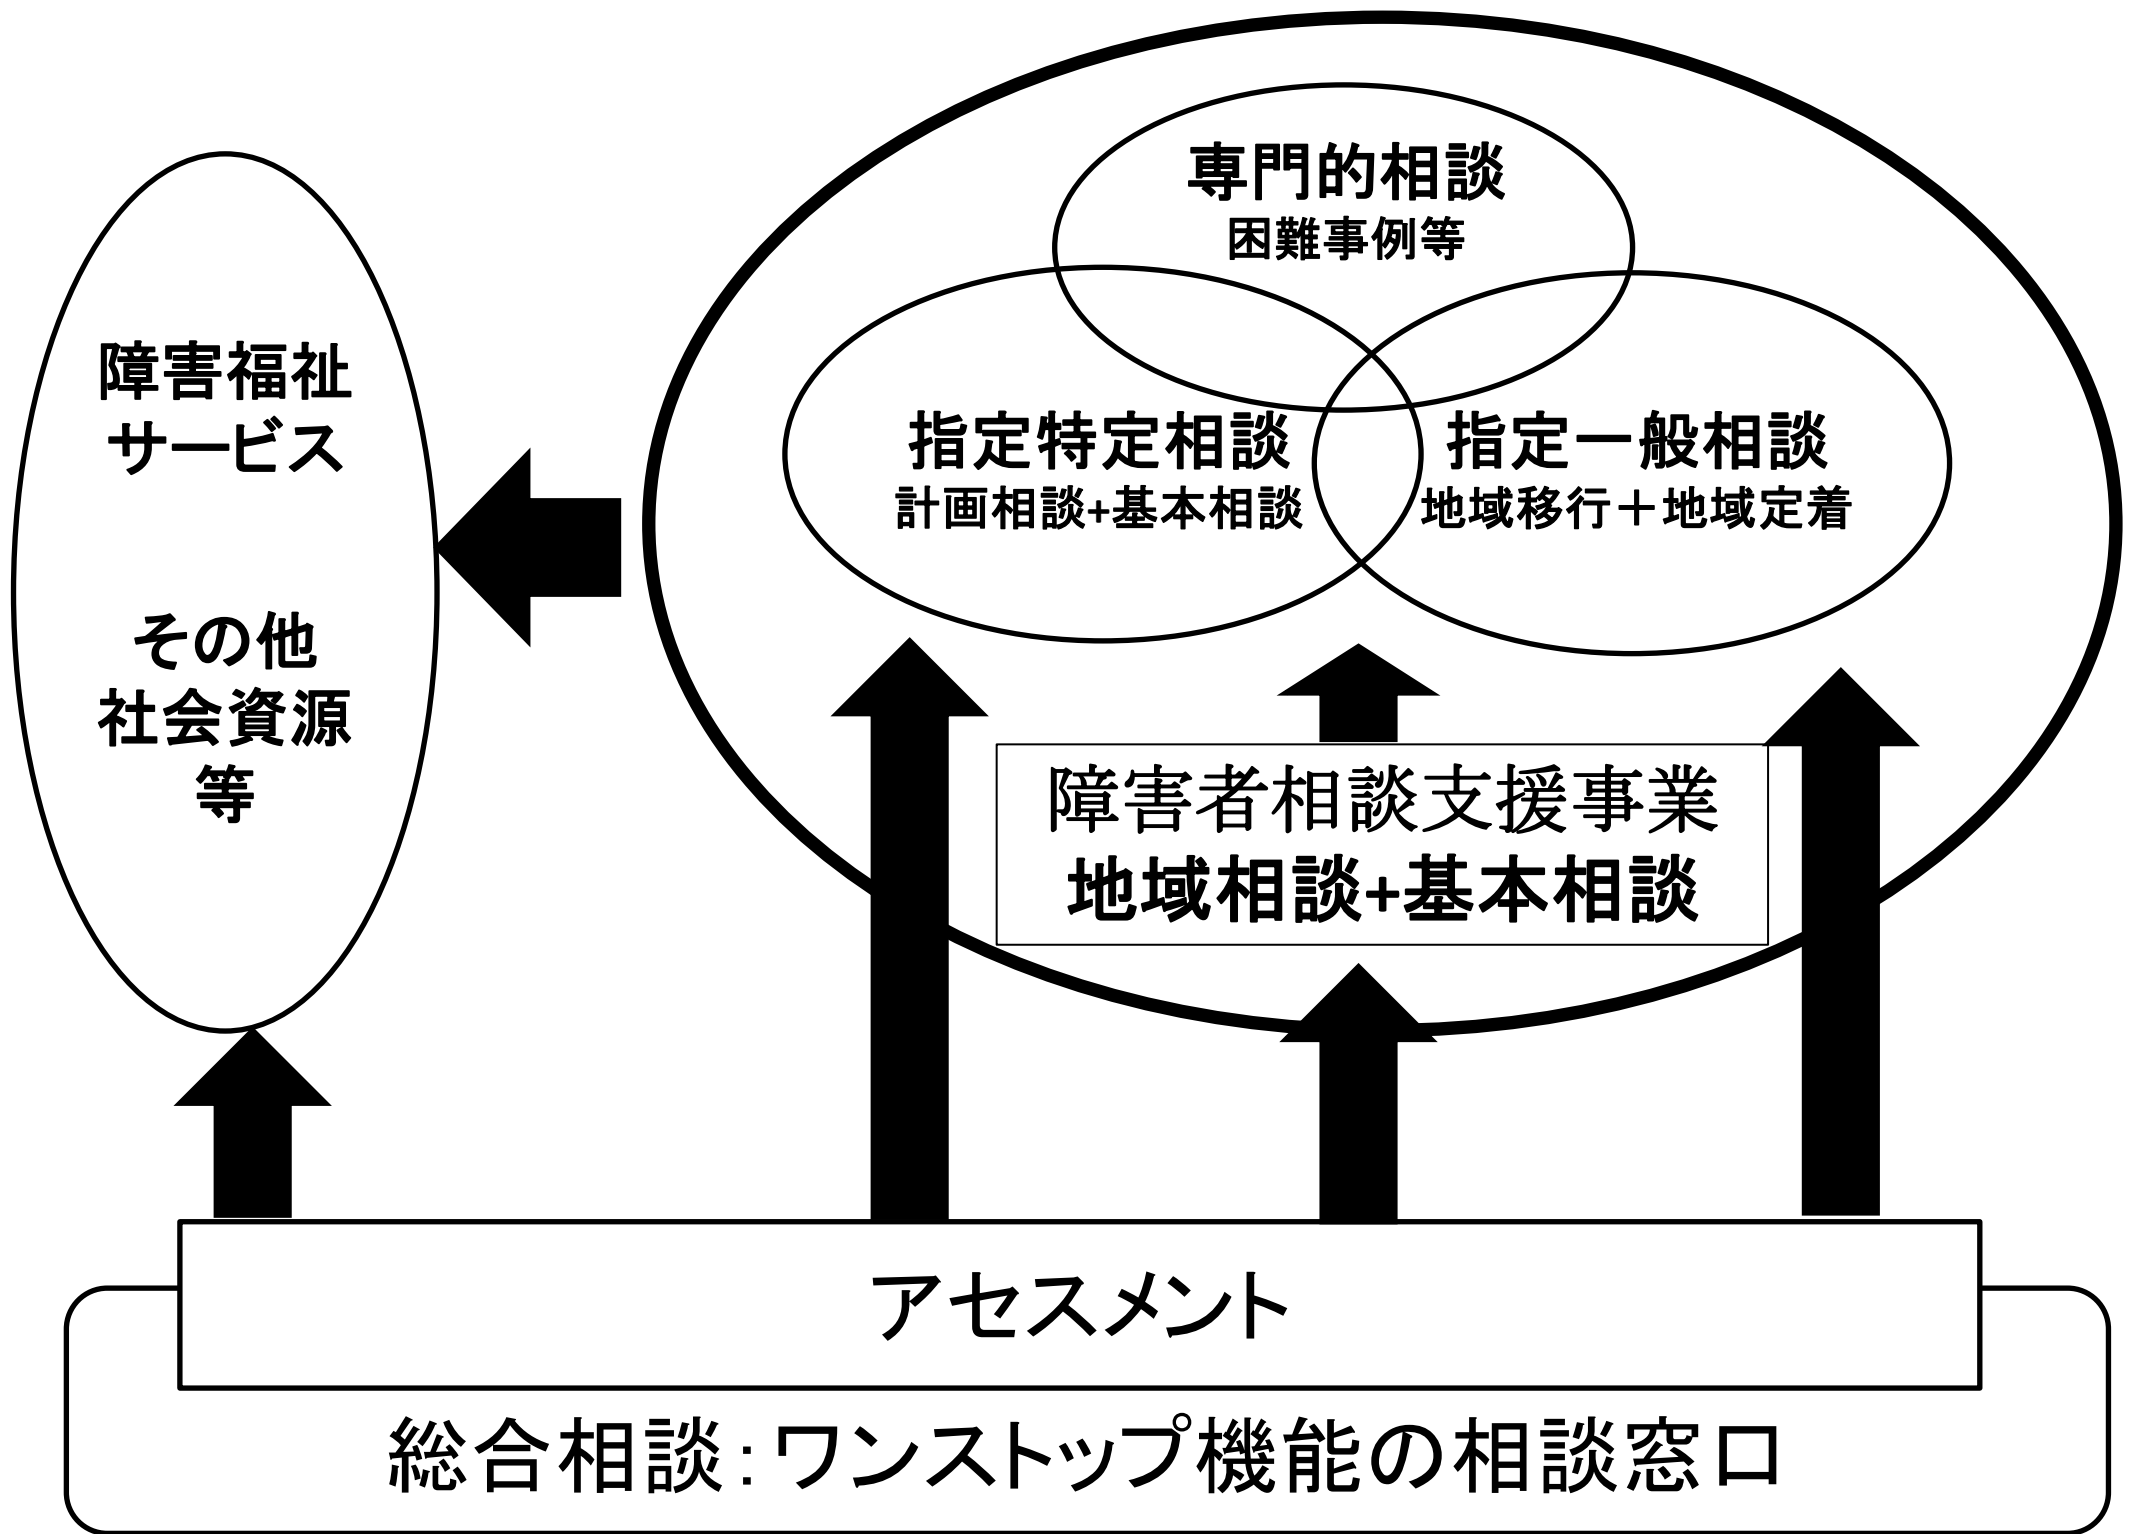 専門的相談
困難事例等
指定特定相談
計画相談+基本相談
指定一般相談
地域移行＋地域定着
障害福祉
サービス
その他
社会資源
等
障害者相談支援事業
地域相談+基本相談
アセスメント
総合相談：ワンストップ機能の相談窓口